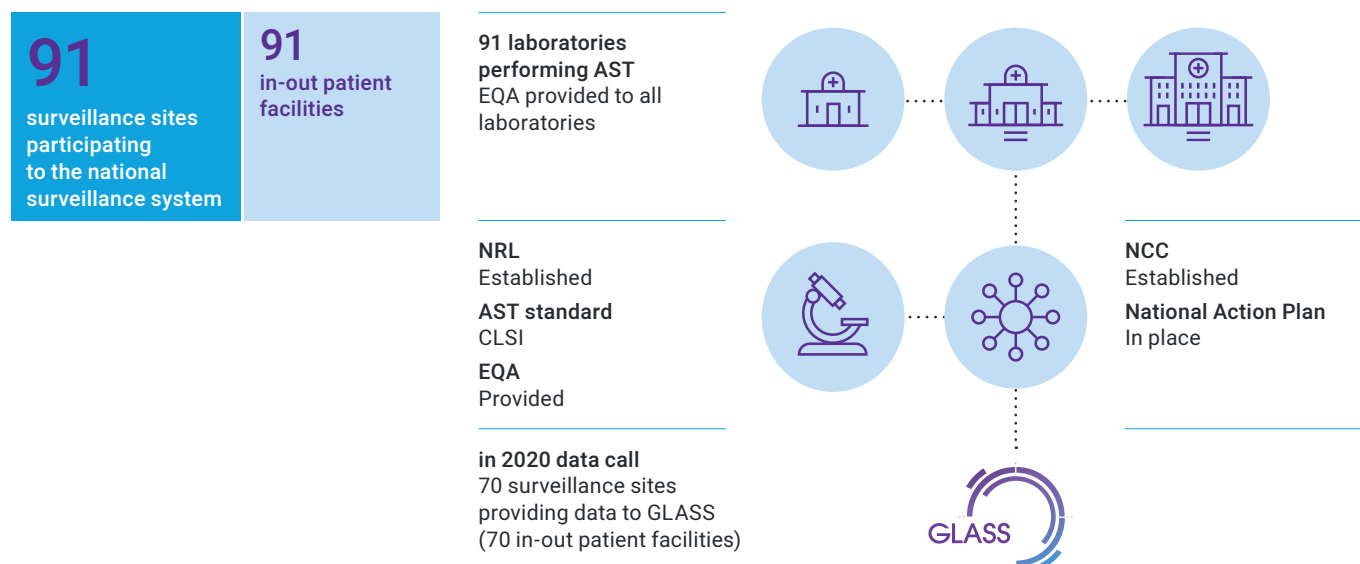 91
surveillance sites
participating
to the national
surveillance system
91
in-out patient
facilities
91 laboratories
performing AST
EQA provided to all
laboratories
NRL
Established
AST standard
CLSI
EQA
Provided
NCC
Established
National Action Plan
In place
in 2020 data call
70 surveillance sites
providing data to GLASS
(70 in-out patient facilities)
GLASS